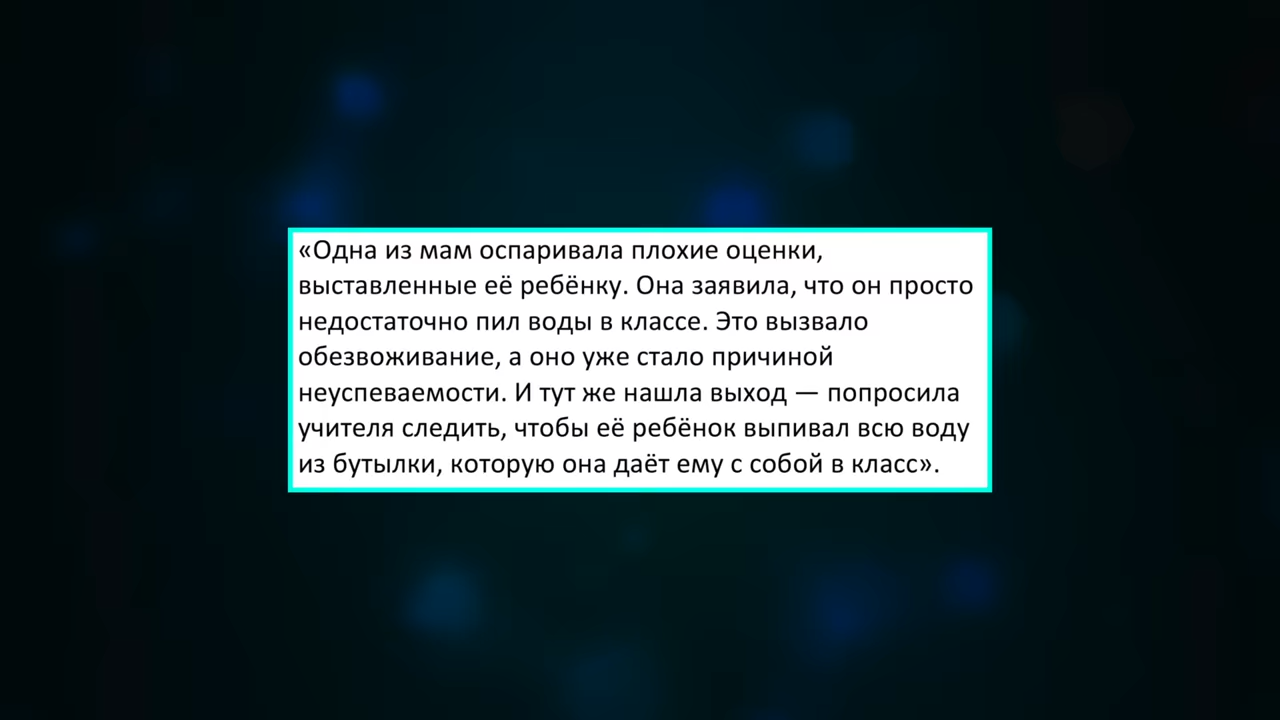 «Одна из мам оспаривала плохие оценки,
выставленные её ребёнку. Она заявила, что он просто
недостаточно пил воды в классе. Это вызвало
обезвоживание, а оно уже стало причиной
неуспеваемости. И тут же нашла выход — попросила
учителя следить, чтобы её ребёнок выпивал всю воду
из бутылки, которую она даёт ему с собой в класс».